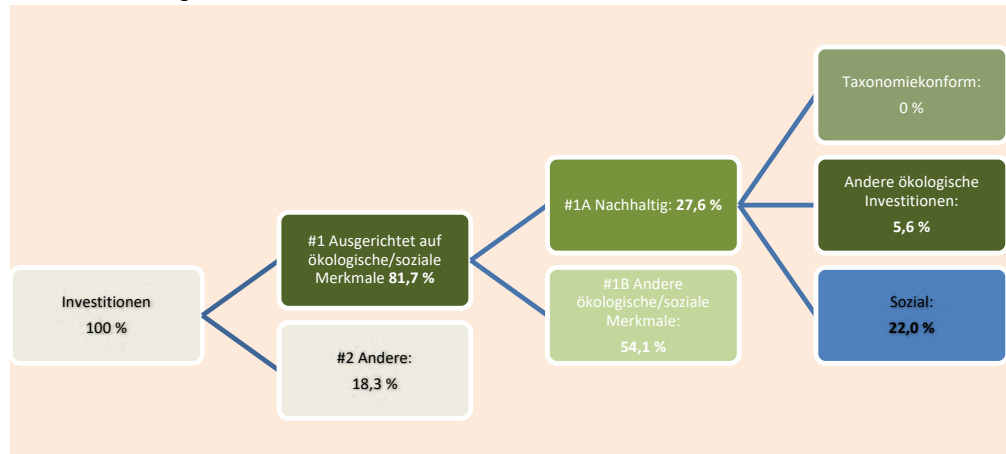 Investitionen
100 %
#1 Ausgerichtet auf
ökologische/soziale
Merkmale 81,7 %
#2 Andere:
18,3 %
#1A Nachhaltig: 27,6 %
#1B Andere
ökologische/soziale
Merkmale:
54,1 %
Taxonomiekonform:
0 %
Andere ökologische
Investitionen:
5,6 %
Sozial:
22,0 %